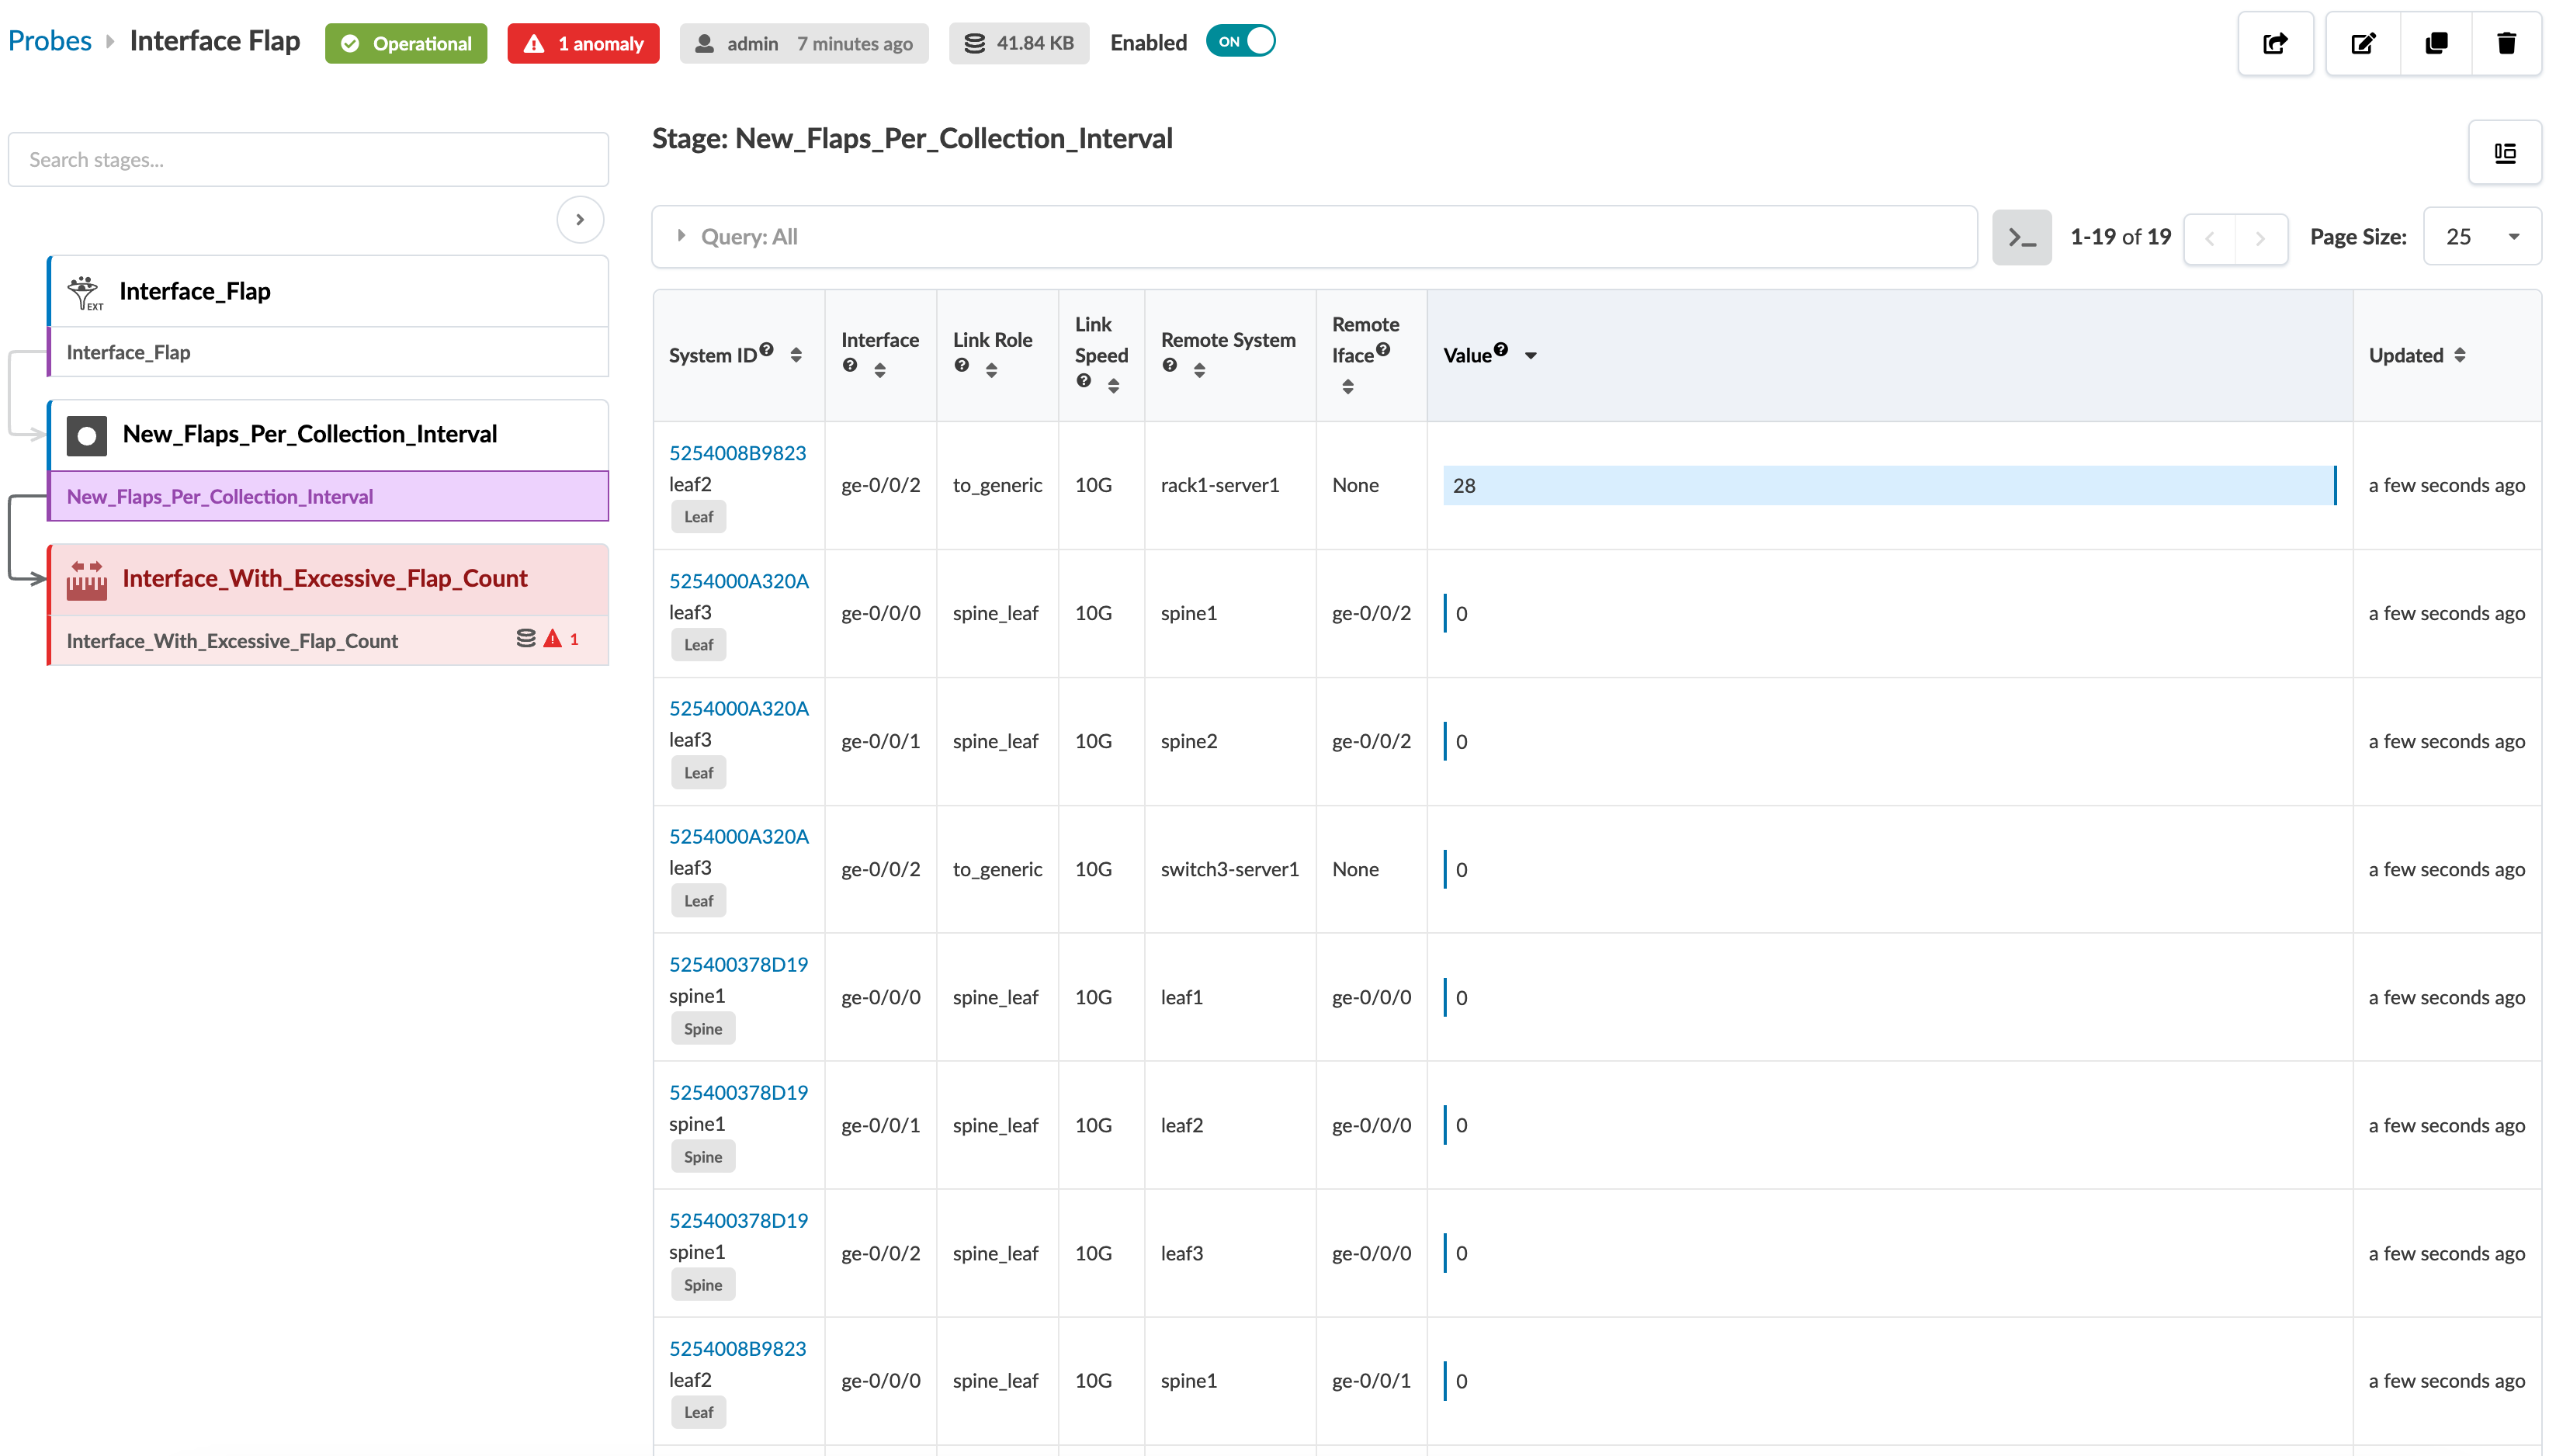 Probes Interface Flap Operational 1 anomaly admin 7 minutes ago 41.84 KB Enabled ON
Search stages...
EXT Interface_Flap
Interface_Flap
New_Flaps_Per_Collection_Interval
New_Flaps_Per_Collection_Interval
Interface_With_Excessive_Flap_Count
Interface_With_Excessive_Flap_Count 1
Stage: New_Flaps_Per_Collection_Interval
Query: All >_ 1-19 of 19 Page Size: 25
System ID ? Interface ? Link Role ? Link Speed ? Remote System ? Remote Iface ? Value ? Updated
5254008B9823
leaf2 ge-0/0/2 to_generic 10G rack1-server1 None 28 a few seconds ago
Leaf
5254000A320A
leaf3 ge-0/0/0 spine_leaf 10G spine1 ge-0/0/2 0 a few seconds ago
Leaf
5254000A320A
leaf3 ge-0/0/1 spine_leaf 10G spine2 ge-0/0/2 0 a few seconds ago
Leaf
5254000A320A
leaf3 ge-0/0/2 to_generic 10G switch3-server1 None 0 a few seconds ago
Leaf
525400378D19
spine1 ge-0/0/0 spine_leaf 10G leaf1 ge-0/0/0 0 a few seconds ago
Spine
525400378D19
spine1 ge-0/0/1 spine_leaf 10G leaf2 ge-0/0/0 0 a few seconds ago
Spine
525400378D19
spine1 ge-0/0/2 spine_leaf 10G leaf3 ge-0/0/0 0 a few seconds ago
Spine
5254008B9823
leaf2 ge-0/0/0 spine_leaf 10G spine1 ge-0/0/1 0 a few seconds ago
Leaf